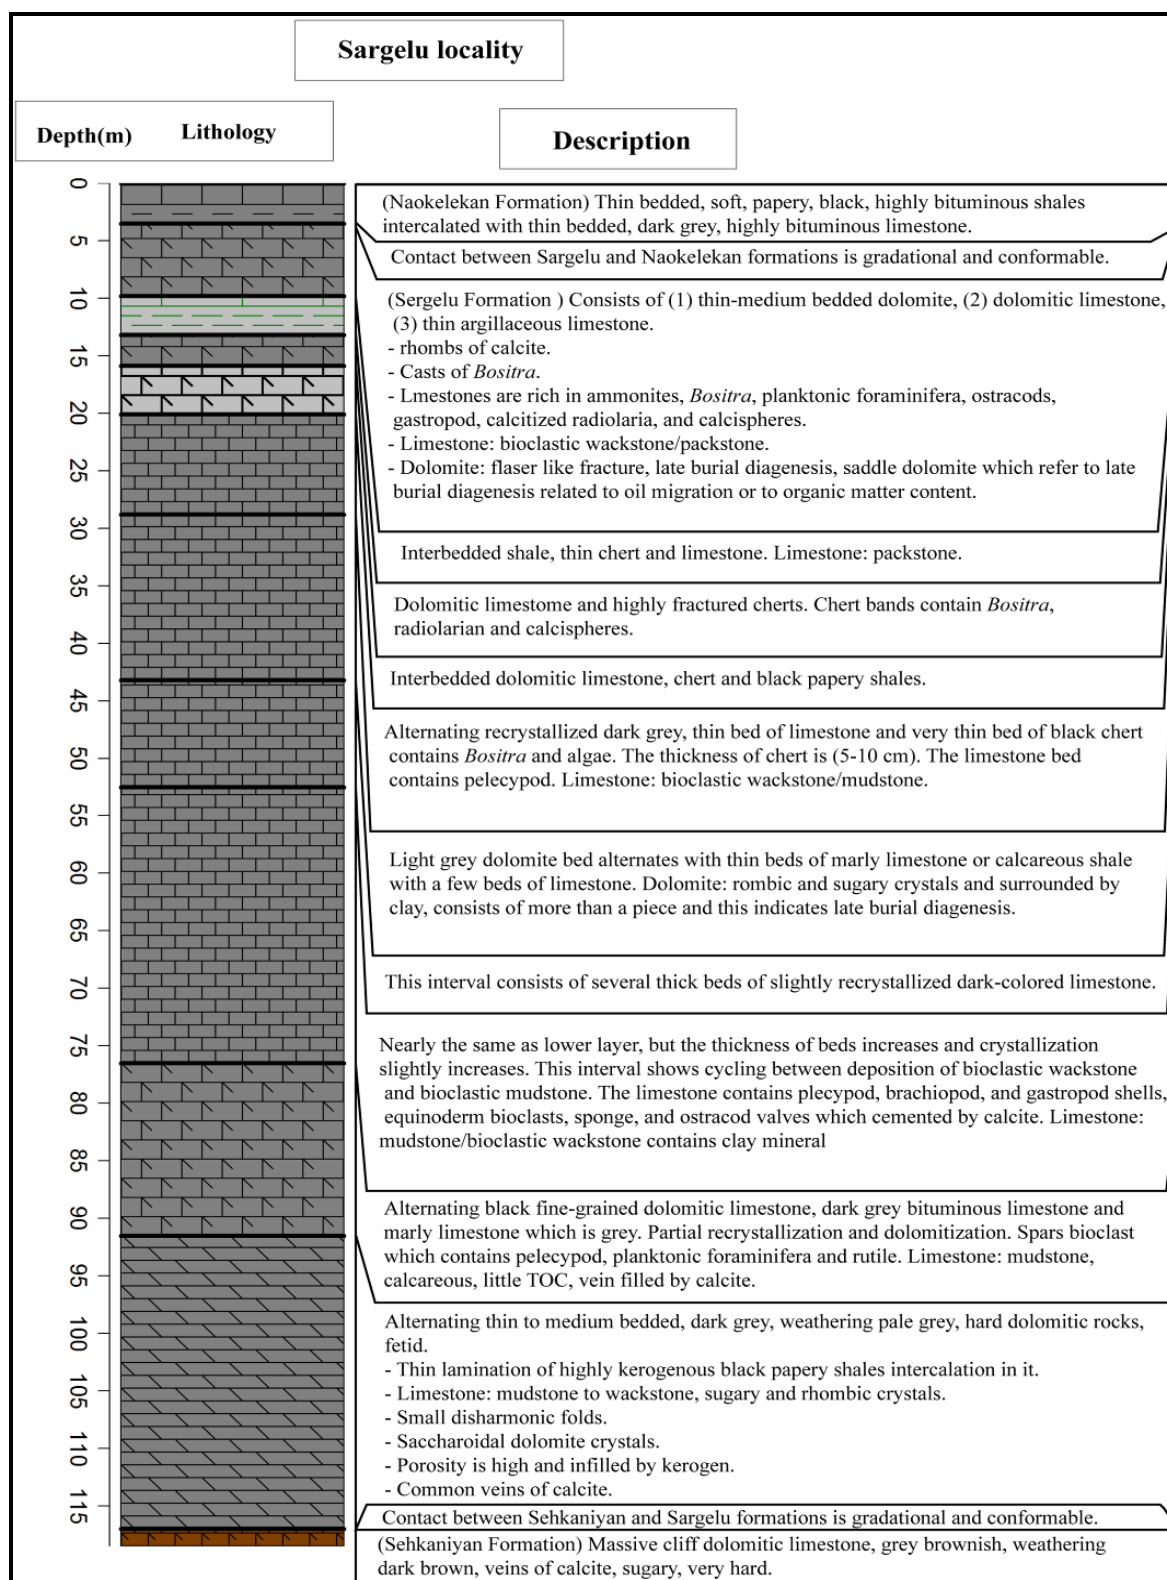 Sargelu locality
Depth(m)
Lithology
Description
0
5
10
15
20
25
30
35
40
45
50
55
60
65
70
75
80
85
90
95
100
105
110
115
(Naokelekan Formation) Thin bedded, soft, papery, black, highly bituminous shales
intercalated with thin bedded, dark grey, highly bituminous limestone.
Contact between Sargelu and Naokelekan formations is gradational and conformable.
(Sergelu Formation ) Consists of (1) thin-medium bedded dolomite, (2) dolomitic limestone,
(3) thin argillaceous limestone.
- rhombs of calcite.
- Casts of Bositra.
- Lmestones are rich in ammonites, Bositra, planktonic foraminifera, ostracods,
gastropod, calcitized radiolaria, and calcispheres.
- Limestone: bioclastic wackstone/packstone.
- Dolomite: flaser like fracture, late burial diagenesis, saddle dolomite which refer to late
burial diagenesis related to oil migration or to organic matter content.
Interbedded shale, thin chert and limestone. Limestone: packstone.
Dolomitic limestome and highly fractured cherts. Chert bands contain Bositra,
radiolarian and calcispheres.
Interbedded dolomitic limestone, chert and black papery shales.
Alternating recrystallized dark grey, thin bed of limestone and very thin bed of black chert
contains Bositra and algae. The thickness of chert is (5-10 cm). The limestone bed
contains pelecypod. Limestone: bioclastic wackstone/mudstone.
Light grey dolomite bed alternates with thin beds of marly limestone or calcareous shale
with a few beds of limestone. Dolomite: rombic and sugary crystals and surrounded by
clay, consists of more than a piece and this indicates late burial diagenesis.
This interval consists of several thick beds of slightly recrystallized dark-colored limestone.
Nearly the same as lower layer, but the thickness of beds increases and crystallization
slightly increases. This interval shows cycling between deposition of bioclastic wackstone
and bioclastic mudstone. The limestone contains plecypod, brachiopod, and gastropod shells,
equinoderm bioclasts, sponge, and ostracod valves which cemented by calcite. Limestone:
mudstone/bioclastic wackstone contains clay mineral
Alternating black fine-grained dolomitic limestone, dark grey bituminous limestone and
marly limestone which is grey. Partial recrystallization and dolomitization. Spars bioclast
which contains pelecypod, planktonic foraminifera and rutile. Limestone: mudstone,
calcareous, little TOC, vein filled by calcite.
Alternating thin to medium bedded, dark grey, weathering pale grey, hard dolomitic rocks,
fetid.
- Thin lamination of highly kerogenous black papery shales intercalation in it.
- Limestone: mudstone to wackstone, sugary and rhombic crystals.
- Small disharmonic folds.
- Saccharoidal dolomite crystals.
- Porosity is high and infilled by kerogen.
- Common veins of calcite.
Contact between Sehkaniyan and Sargelu formations is gradational and conformable.
(Sehkaniyan Formation) Massive cliff dolomitic limestone, grey brownish, weathering
dark brown, veins of calcite, sugary, very hard.